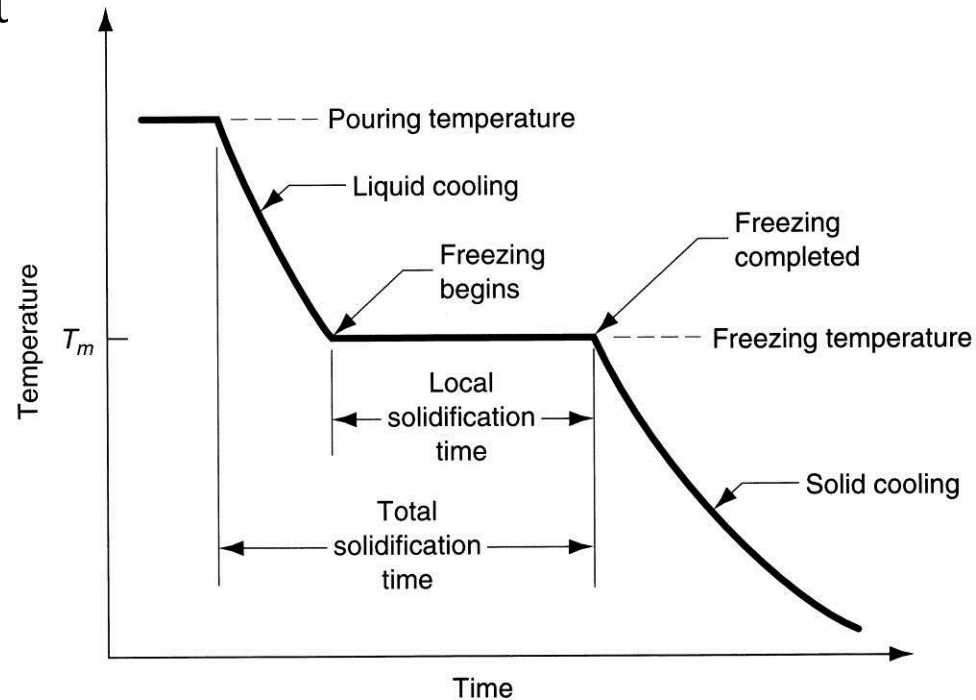 Pouring temperature
Liquid cooling
Freezing
begins
Freezing
completed
Temperature
Tm
Freezing temperature
Local
solidification
time
Solid cooling
Total
solidification
time
Time